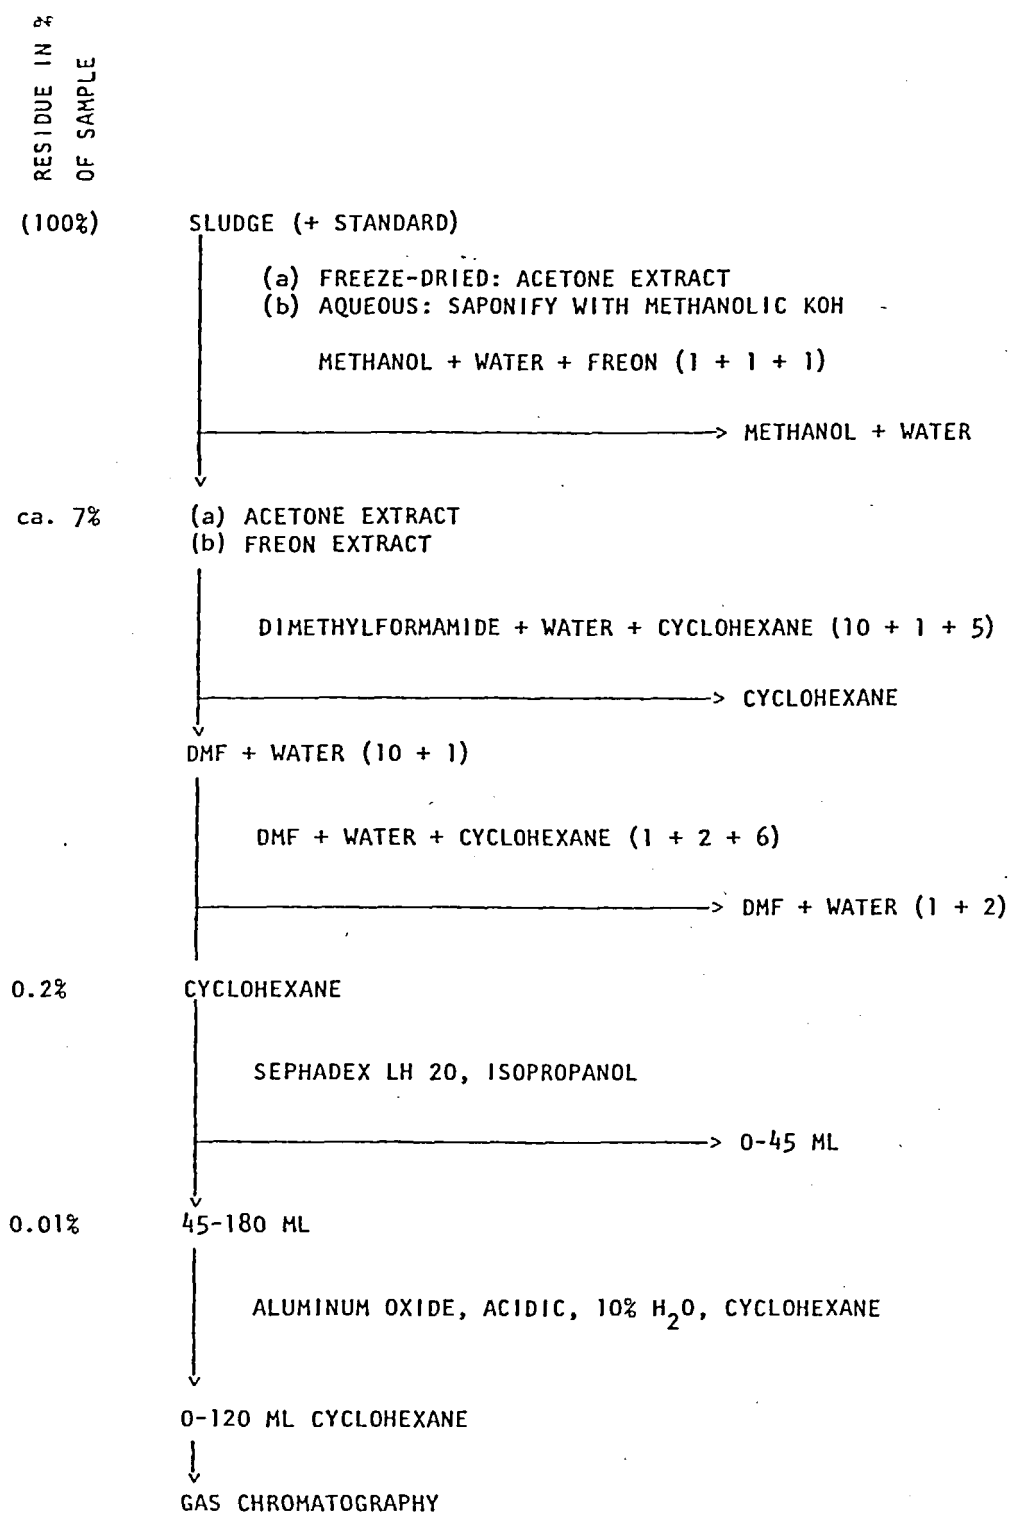 RESIDUE IN %
OF SAMPLE
(100%) SLUDGE (+ STANDARD)
(a) FREEZE-DRIED: ACETONE EXTRACT
(b) AQUEOUS: SAPONIFY WITH METHANOLIC KOH
METHANOL + WATER + FREON (1 + 1 + 1)
METHANOL + WATER
ca. 7% (a) ACETONE EXTRACT
(b) FREON EXTRACT
DIMETHYLFORMAMIDE + WATER + CYCLOHEXANE (10 + 1 + 5)
CYCLOHEXANE
DMF + WATER (10 + 1)
DMF + WATER + CYCLOHEXANE (1 + 2 + 6)
DMF + WATER (1 + 2)
0.2% CYCLOHEXANE
SEPHADEX LH 20, ISOPROPANOL
0-45 ML
0.01% 45-180 ML
ALUMINUM OXIDE, ACIDIC, 10% H₂O, CYCLOHEXANE
0-120 ML CYCLOHEXANE
GAS CHROMATOGRAPHY